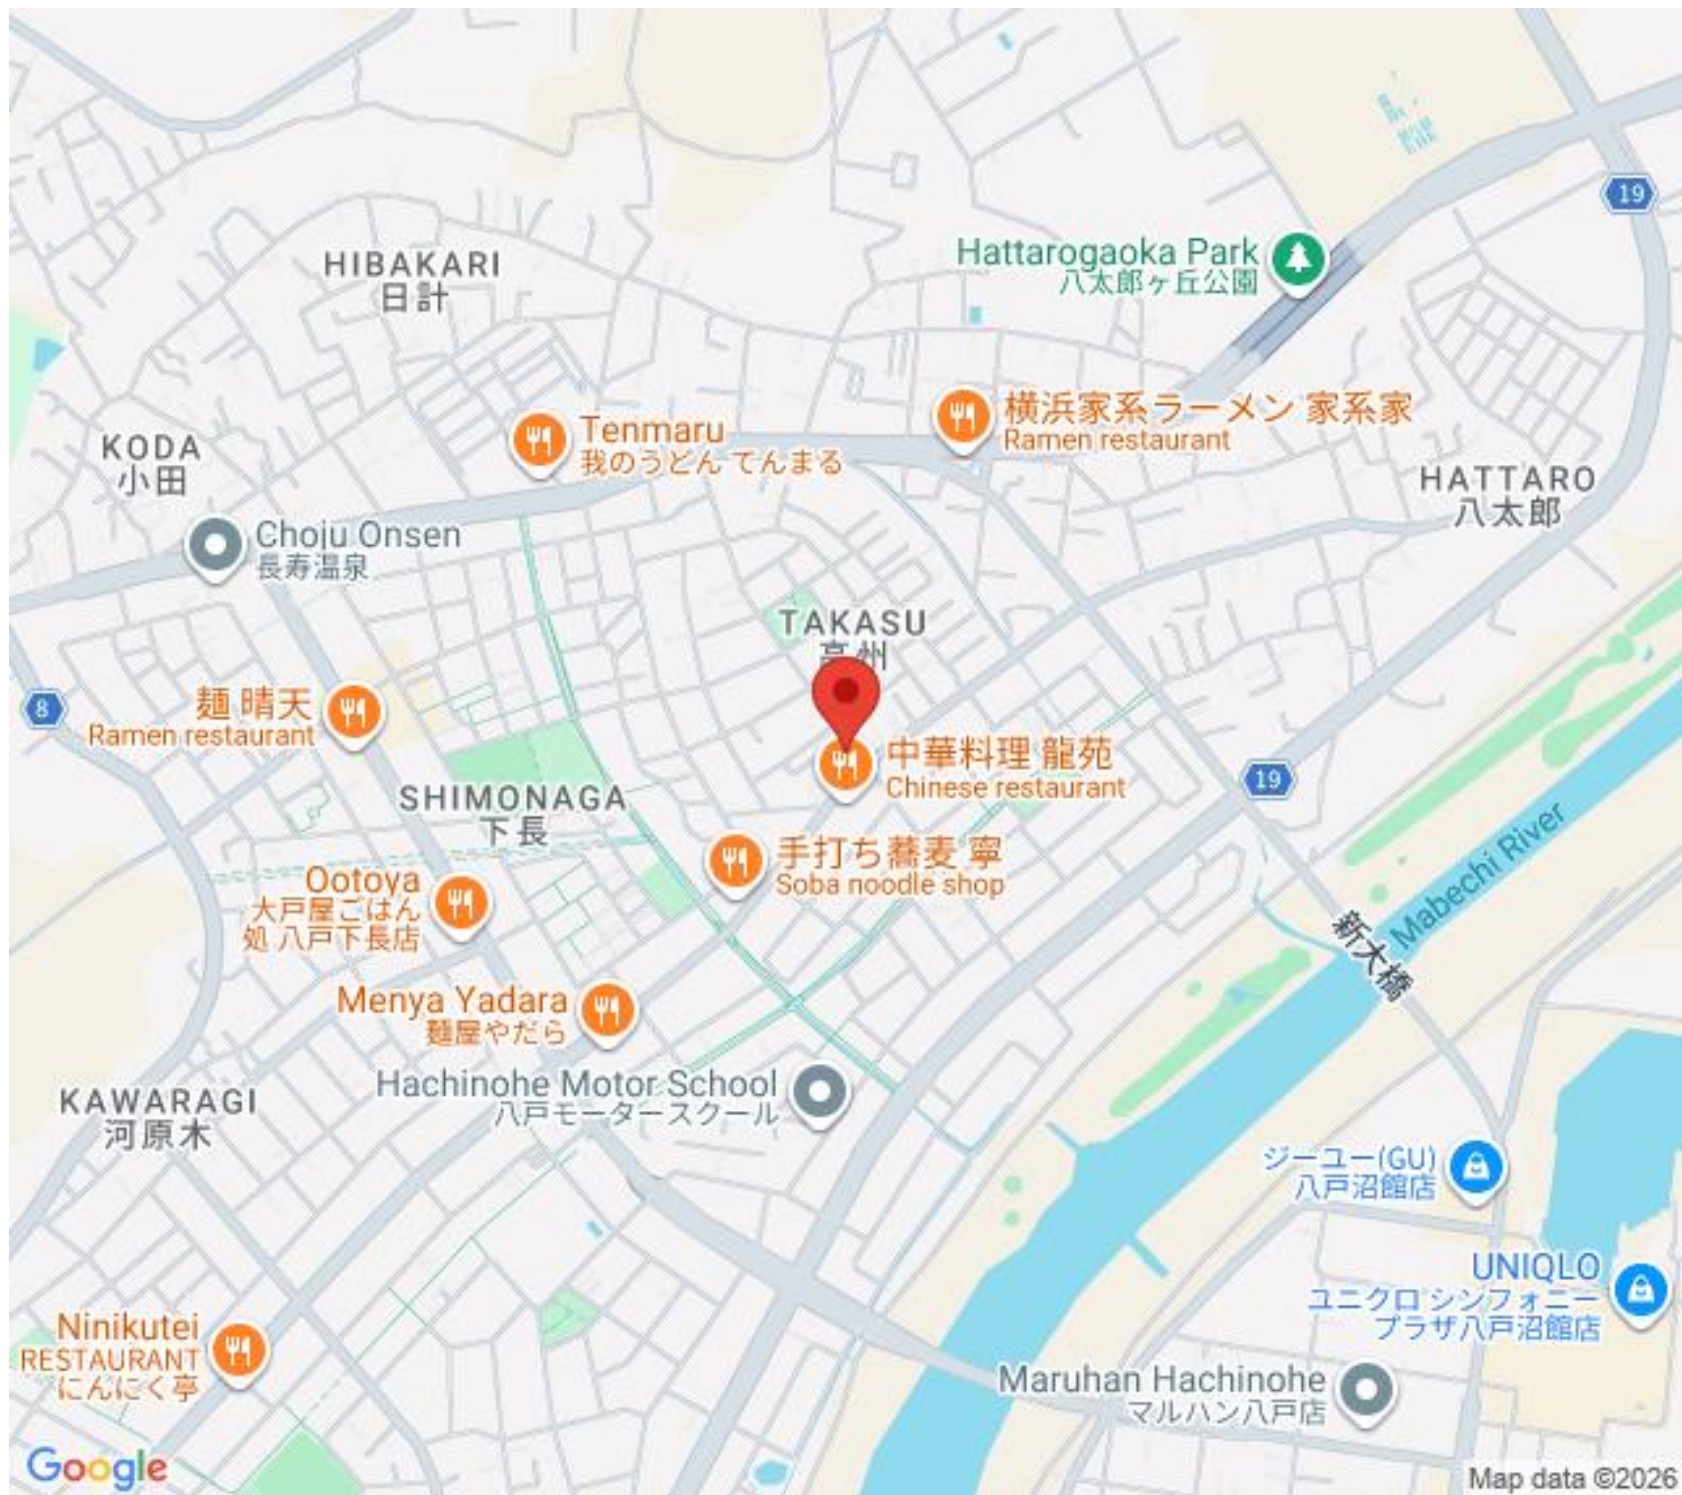 19
Hattarogaoka Park
八太郎ヶ丘公園
HIBAKARI
日計
横浜家系ラーメン 家系家
Ramen restaurant
Tenmaru
我のうどん てんまる
KODA
小田
HATTARO
八太郎
Choju Onsen
長寿温泉
TAKASU
高州
8
麺 晴天
Ramen restaurant
中華料理 龍苑
Chinese restaurant
19
SHIMONAGA
下長
手打ち蕎麦 寧
Soba noodle shop
Ootoya
大戸屋ごはん
処 八戸下長店
Mabechi River
新大橋
Menya Yadara
麺屋やだら
Hachinohe Motor School
八戸モータースクール
KAWARAGI
河原木
ジーユー(GU)
八戸沼館店
UNIQLO
ユニクロ シンフォニー
プラザ八戸沼館店
Ninikutei
RESTAURANT
にんにく亭
Maruhan Hachinohe
マルハン八戸店
Google
Map data ©2026